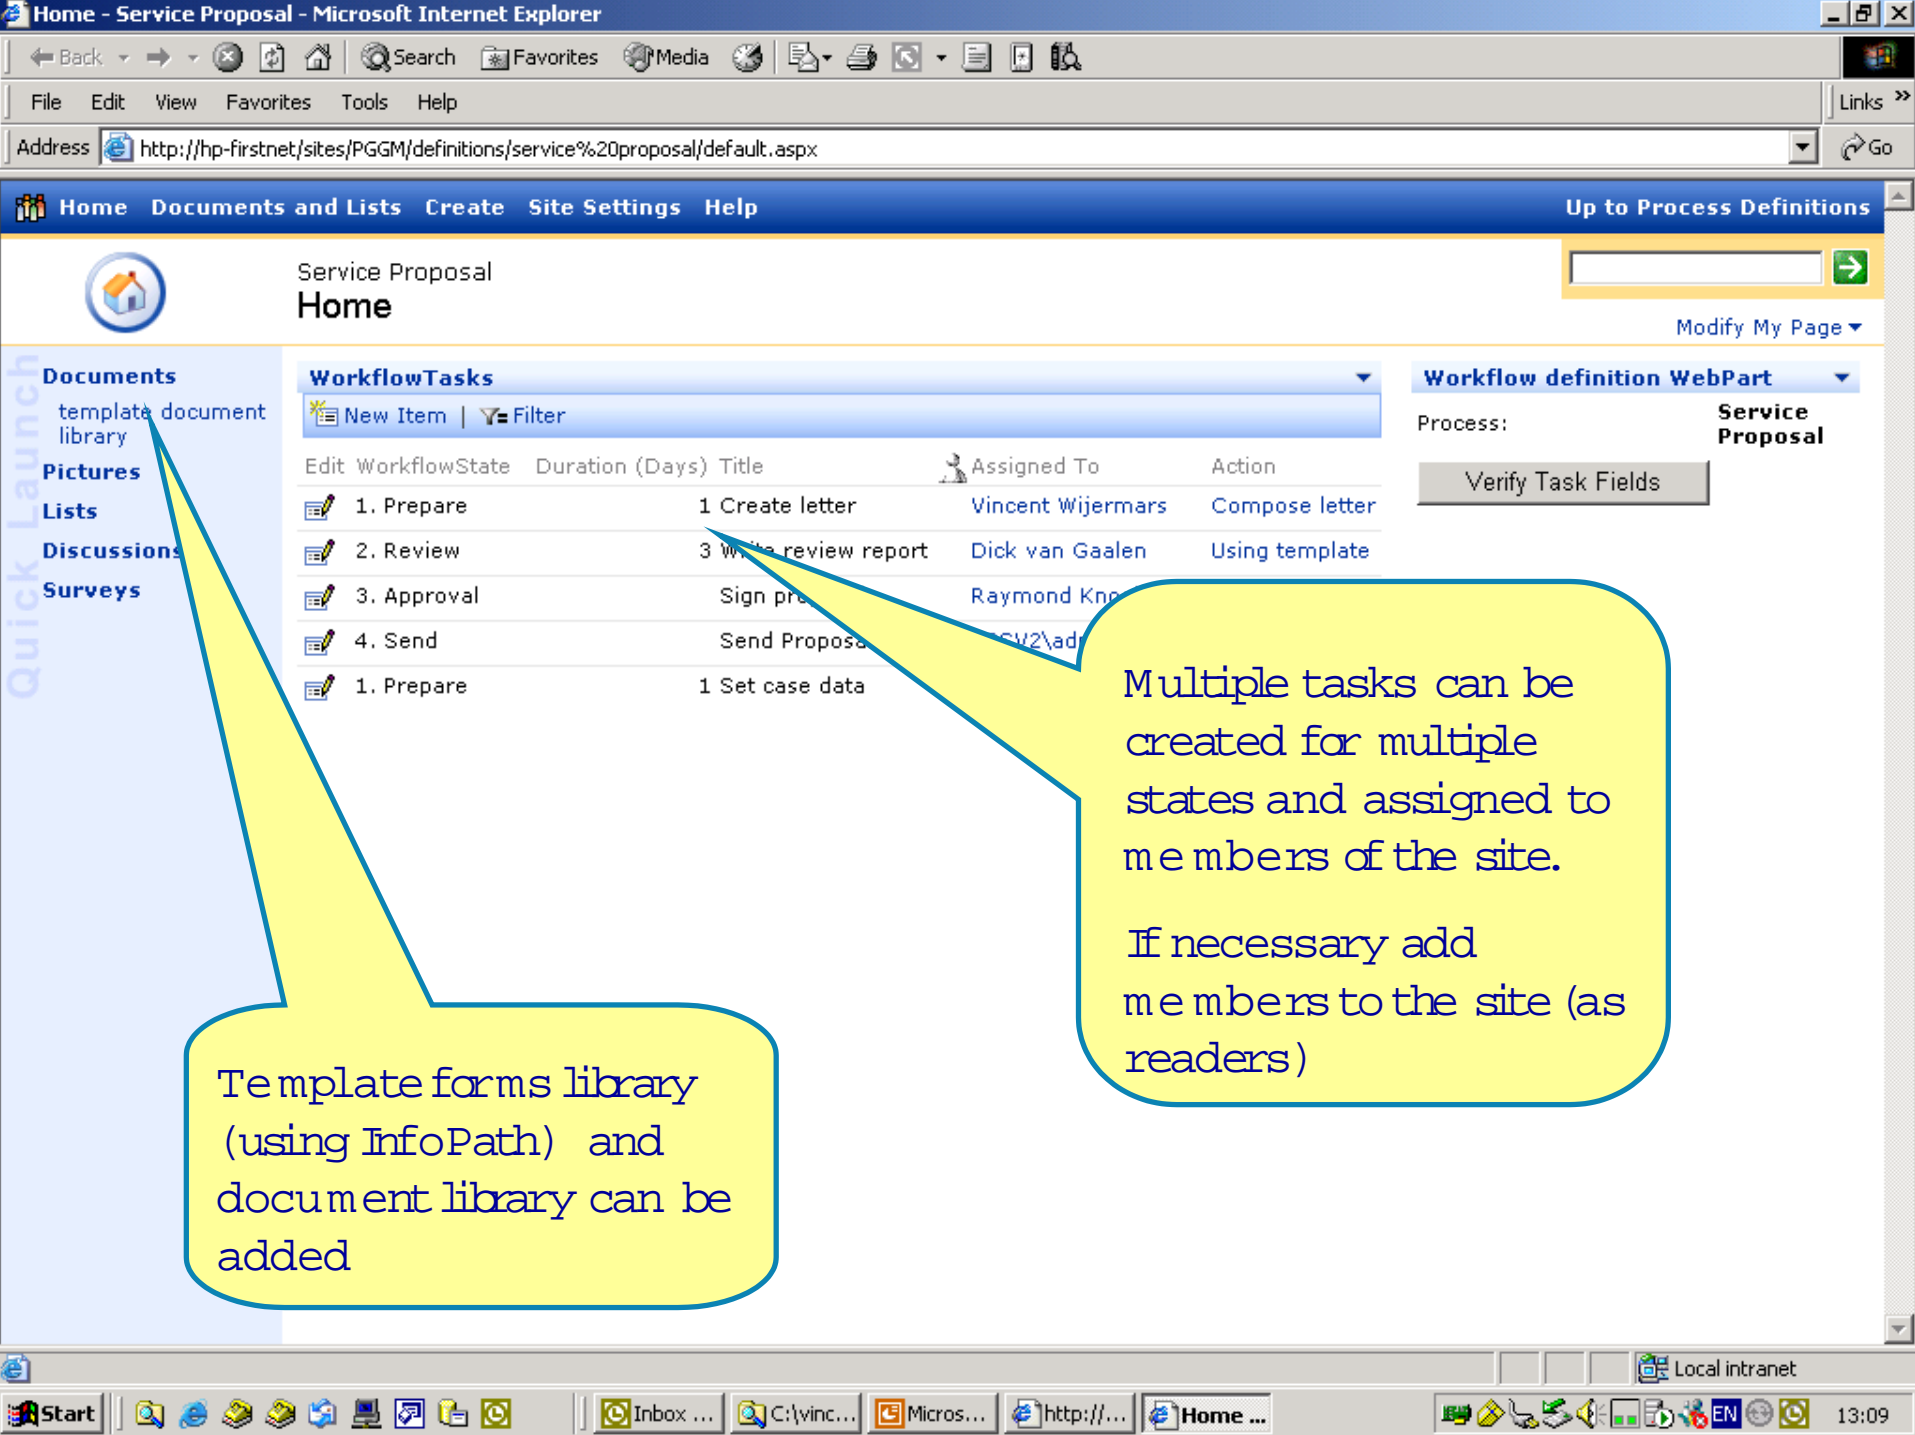 Home - Service Proposal - Microsoft Internet Explorer
Back Search Favorites Media
File Edit View Favorites Tools Help Links »
Address http://hp-firstnet/sites/PGGM/definitions/service%20proposal/default.aspx Go
Home Documents and Lists Create Site Settings Help Up to Process Definitions
Service Proposal
Home
Modify My Page
Quick Launch
Documents
template document
library
Pictures
Lists
Discussions
Surveys
WorkflowTasks
New Item | Filter
Edit WorkflowState Duration (Days) Title Assigned To Action
1. Prepare 1 Create letter Vincent Wijermars Compose letter
2. Review 3 Write review report Dick van Gaalen Using template
3. Approval Sign Raymond
4. Send Send Proposal
1. Prepare 1 Set case data
Workflow definition WebPart
Process: Service
Proposal
Verify Task Fields
Multiple tasks can be
created for multiple
states and assigned to
members of the site.
If necessary add
members to the site (as
readers)
Template forms library
(using InfoPath) and
document library can be
added
Local intranet
Start Inbox ... C:\vinc... Micros... http://... Home ... EN 13:09